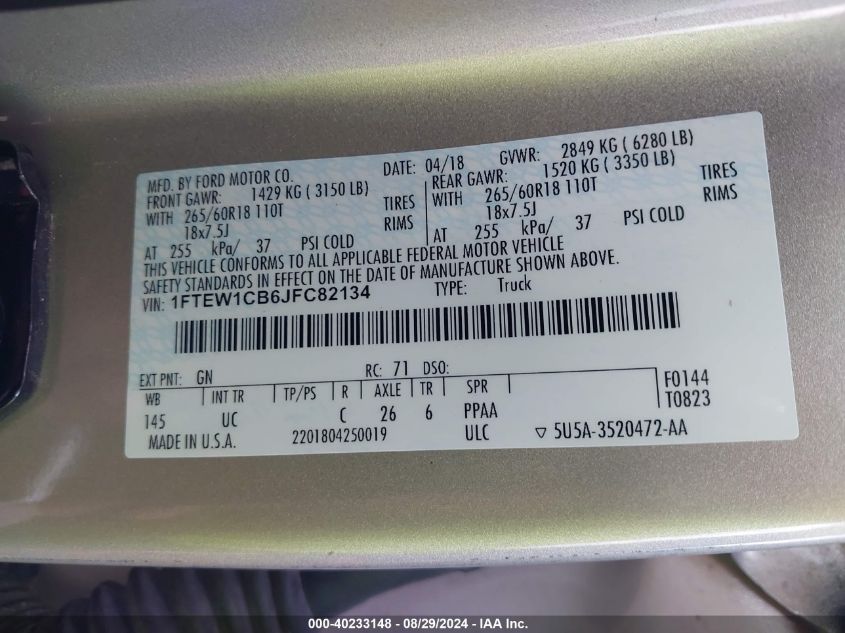 MFD. BY FORD MOTOR CO.
DATE: 04/18 GVWR: 2849 KG ( 6280 LB)
FRONT GAWR: 1429 KG ( 3150 LB)
WITH 265/60R18 110T TIRES
18x7.5J RIMS
AT 255 kPa/ 37 PSI COLD
REAR GAWR: 1520 KG ( 3350 LB)
WITH 265/60R18 110T TIRES
18x7.5J RIMS
AT 255 kPa/ 37 PSI COLD
THIS VEHICLE CONFORMS TO ALL APPLICABLE FEDERAL MOTOR VEHICLE
SAFETY STANDARDS IN EFFECT ON THE DATE OF MANUFACTURE SHOWN ABOVE.
VIN: 1FTEW1CB6JFC82134 TYPE: Truck
EXT PNT: GN RC: 71 DSO:
WB INT TR TP/PS R AXLE TR SPR
145 UC C 26 6 PPAA
F0144
T0823
MADE IN U.S.A. 2201804250019 ULC ▽ 5U5A-3520472-AA
000-40233148 - 08/29/2024 - IAA Inc.